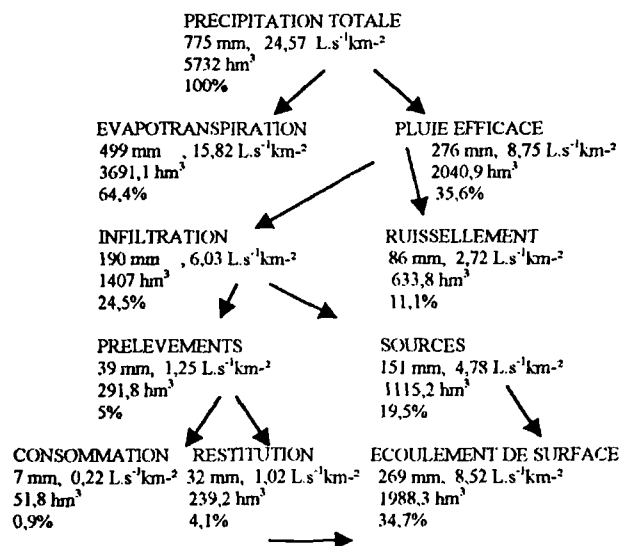 PRECIPITATION TOTALE
775 mm, 24,57 L.s⁻¹km-²
5732 hm³
100%
EVAPOTRANSPIRATION
499 mm , 15,82 L.s⁻¹km-²
3691,1 hm³
64,4%
PLUIE EFFICACE
276 mm, 8,75 L.s⁻¹km-²
2040,9 hm³
35,6%
INFILTRATION
190 mm , 6,03 L.s⁻¹km-²
1407 hm³
24,5%
RUISSELLEMENT
86 mm, 2,72 L.s⁻¹km-²
633,8 hm³
11,1%
PRELEVEMENTS
39 mm, 1,25 L.s⁻¹km-²
291,8 hm³
5%
SOURCES
151 mm, 4,78 L.s⁻¹km-²
1115,2 hm³
19,5%
CONSOMMATION
7 mm, 0,22 L.s⁻¹km-²
51,8 hm³
0,9%
RESTITUTION
32 mm, 1,02 L.s⁻¹km-²
239,2 hm³
4,1%
ECOULEMENT DE SURFACE
269 mm, 8,52 L.s⁻¹km-²
1988,3 hm³
34,7%